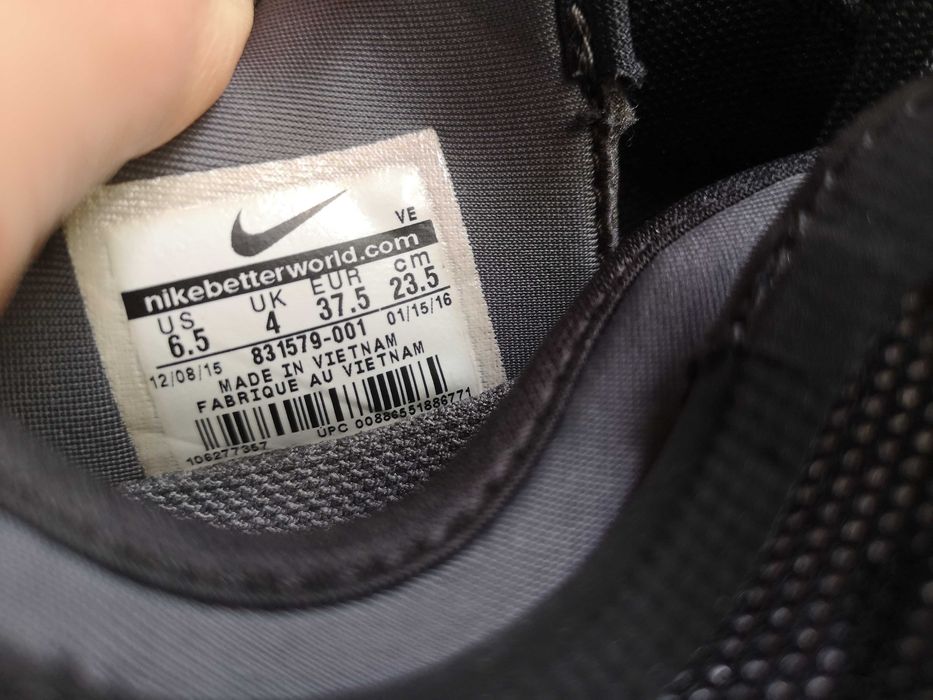 VE
nikebetterworld.com
US UK EUR cm
6.5 4 37.5 23.5
12/08/15 831579-001 01/15/16
MADE IN VIETNAM
FABRIQUE AU VIETNAM
106277357 UPC 00886551886771